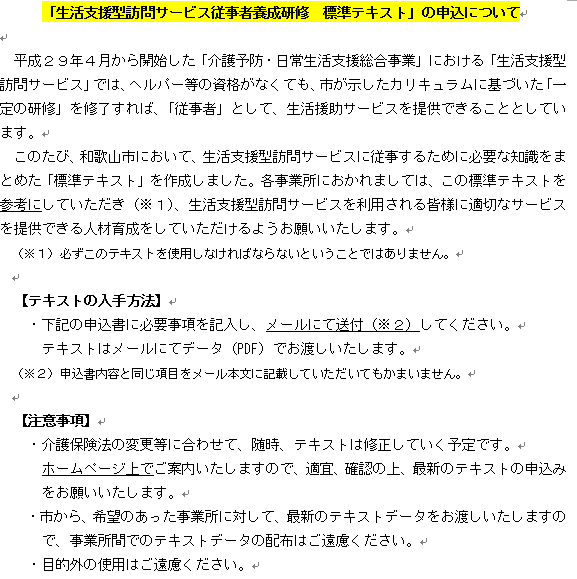 「生活支援型訪問サービス従事者養成研修　標準テキスト」の申込について
平成２９年４月から開始した「介護予防・日常生活支援総合事業」における「生活支援型
訪問サービス」では、ヘルパー等の資格がなくても、市が示したカリキュラムに基づいた「一
定の研修」を修了すれば、「従事者」として、生活援助サービスを提供できることとしてい
ます。
このたび、和歌山市において、生活支援型訪問サービスに従事するために必要な知識をま
とめた「標準テキスト」を作成しました。各事業所におかれましては、この標準テキストを
参考にしていただき（※１）、生活支援型訪問サービスを利用される皆様に適切なサービス
を提供できる人材育成をしていただけるようお願いいたします。
（※１）必ずこのテキストを使用しなければならないということではありません。
【テキストの入手方法】
・下記の申込書に必要事項を記入し、メールにて送付（※２）してください。
テキストはメールにてデータ（PDF）でお渡しいたします。
（※２）申込書内容と同じ項目をメール本文に記載していただいてもかまいません。
【注意事項】
・介護保険法の変更等に合わせて、随時、テキストは修正していく予定です。
ホームページ上でご案内いたしますので、適宜、確認の上、最新のテキストの申込み
をお願いいたします。
・市から、希望のあった事業所に対して、最新のテキストデータをお渡しいたしますの
で、事業所間でのテキストデータの配布はご遠慮ください。
・目的外の使用はご遠慮ください。